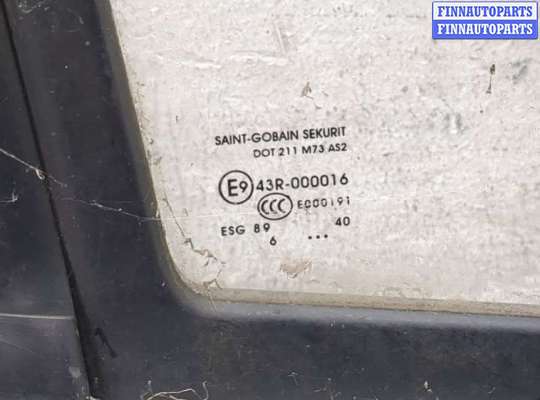 FINNAUTOPARTS
FINNAUTOPARTS
SAINT-GOBAIN SEKURIT
DOT 211 M73 AS2
E9 43R-000016
CCC E000191
ESG 89 ... 40
6